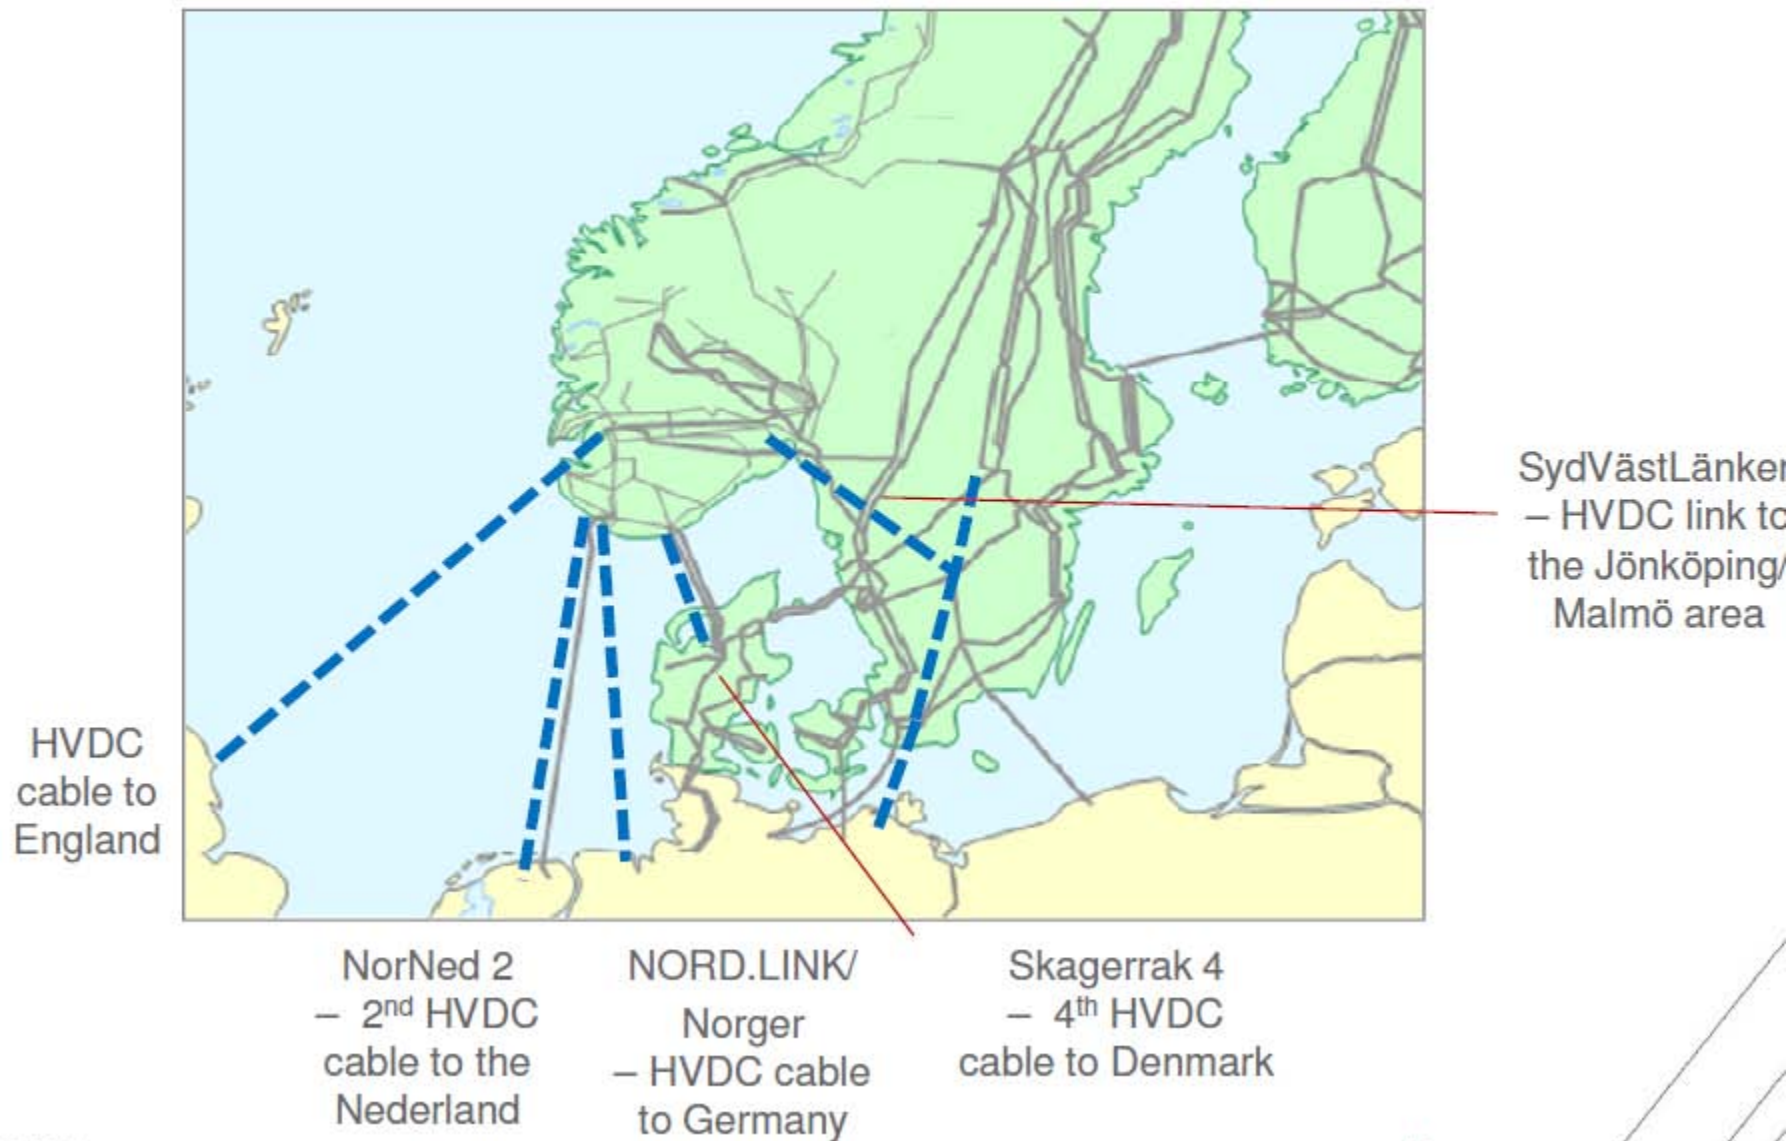 SydVästLänken
– HVDC link to
the Jönköping/
Malmö area
HVDC
cable to
England
NorNed 2
– 2nd HVDC
cable to the
Nederland
NORD.LINK/
Norger
– HVDC cable
to Germany
Skagerrak 4
– 4th HVDC
cable to Denmark